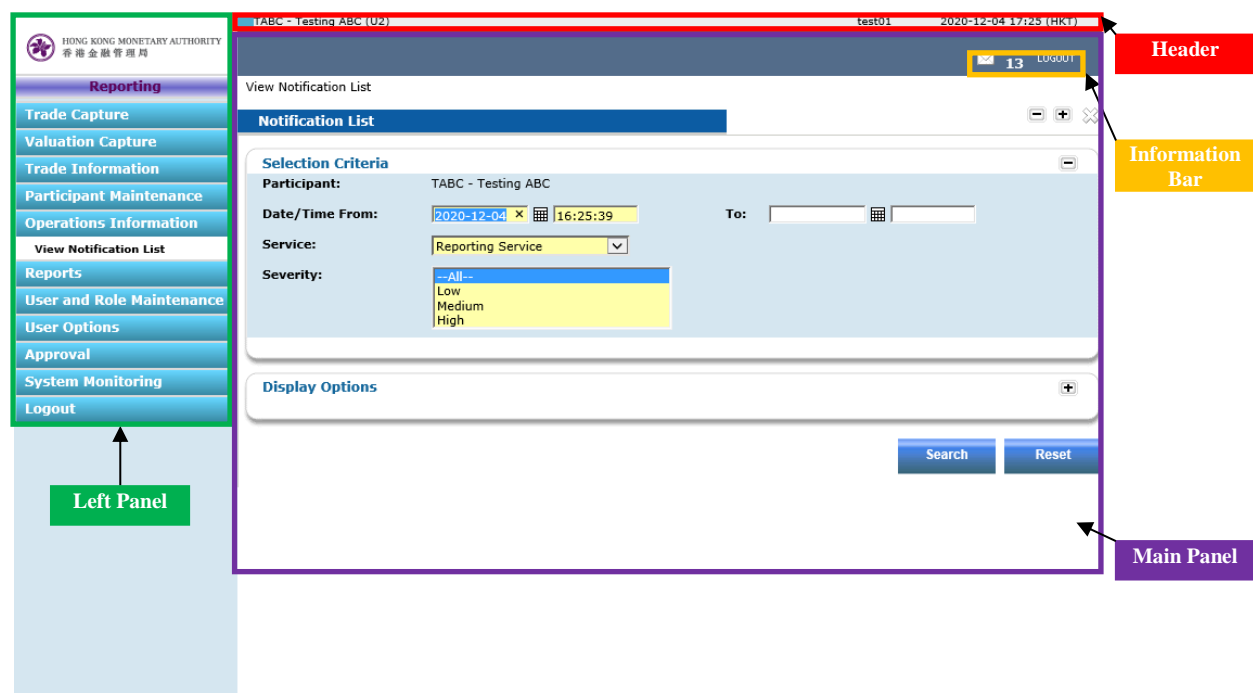 TABC - Testing ABC (U2) test01 2020-12-04 17:25 (HKT)
HONG KONG MONETARY AUTHORITY
香港金融管理局
Header
13 LOGOUT
Reporting
View Notification List
Trade Capture
Notification List
Valuation Capture
Information
Bar
Trade Information
Selection Criteria
Participant: TABC - Testing ABC
Participant Maintenance
Date/Time From: 2020-12-04 × 16:25:39 To:
Operations Information
Service: Reporting Service
View Notification List
Severity: --All--
Low
Medium
High
Reports
User and Role Maintenance
User Options
Approval
System Monitoring
Display Options
Logout
Search Reset
Left Panel
Main Panel